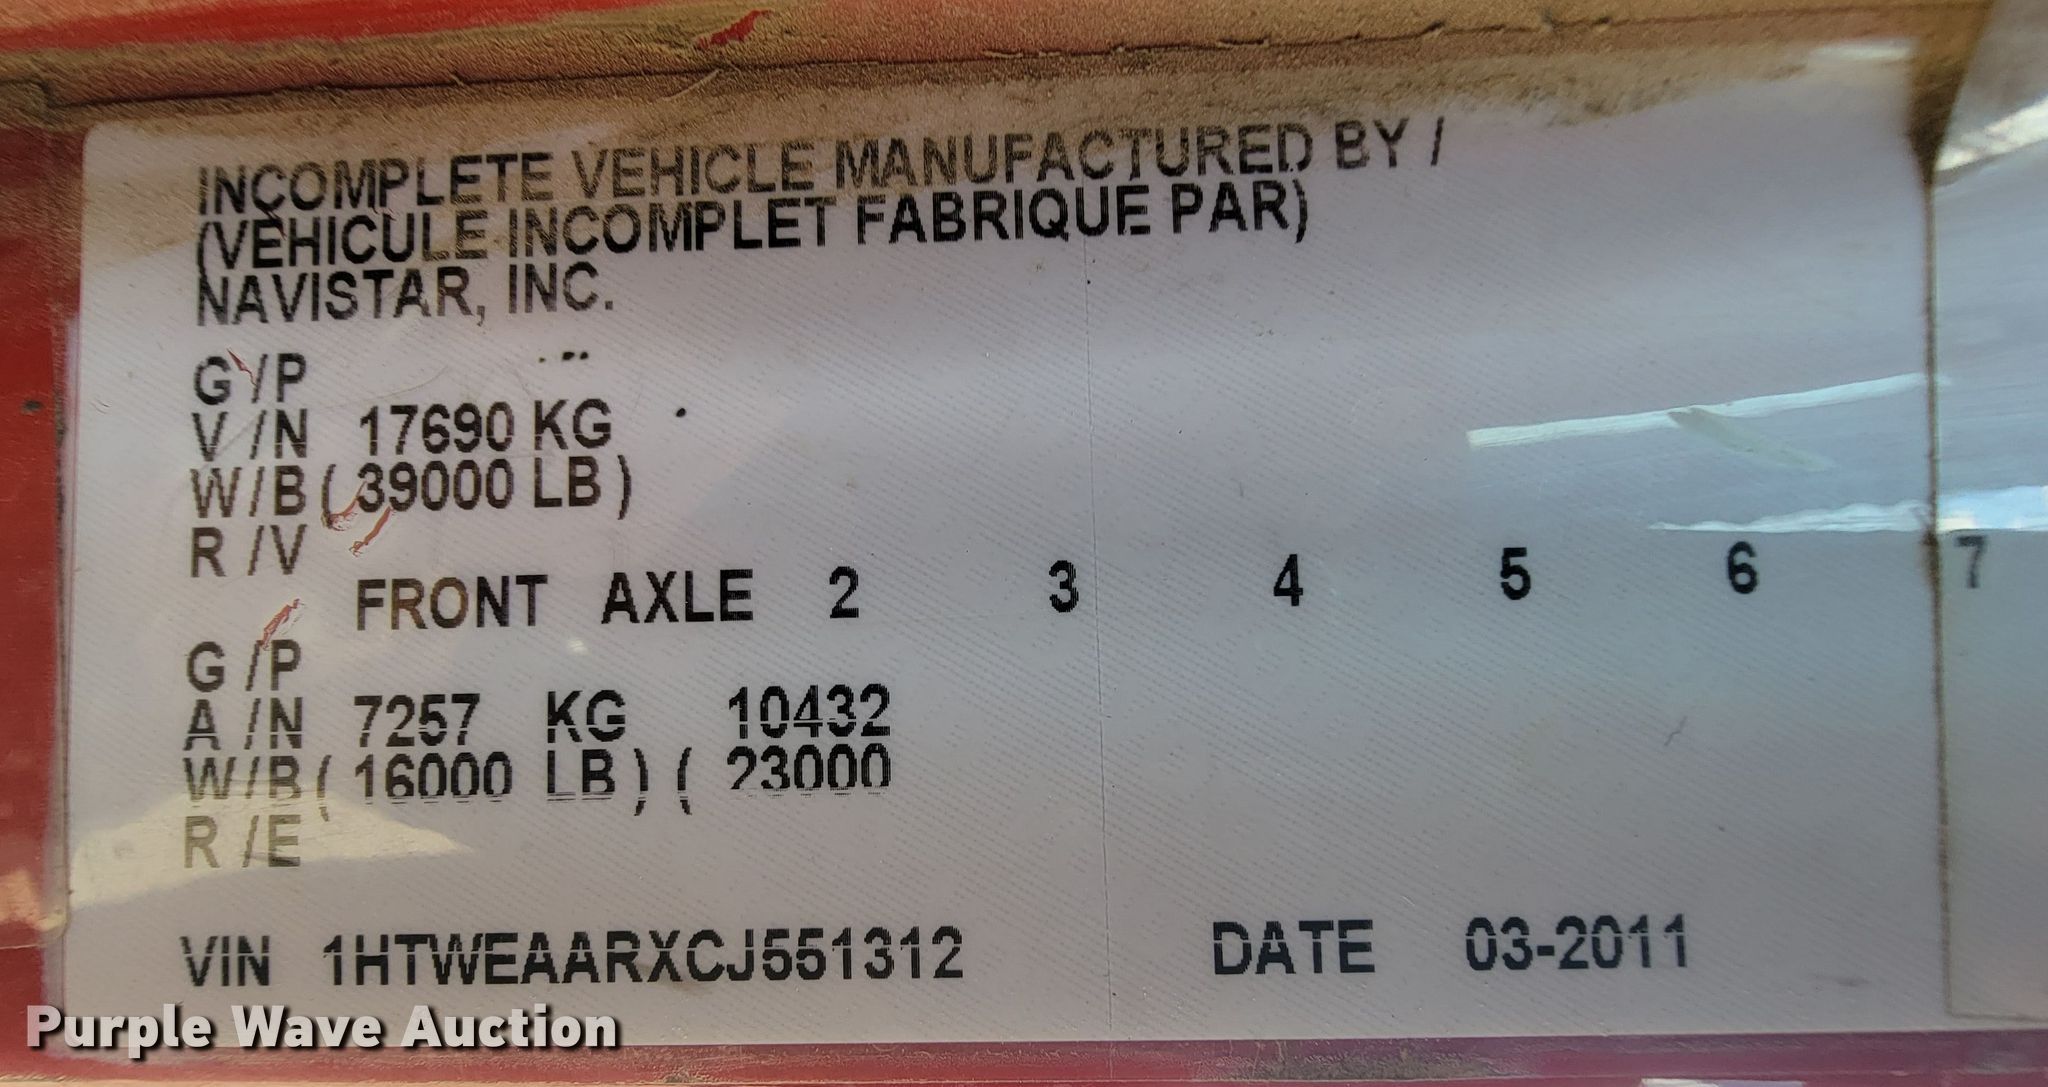 INCOMPLETE VEHICLE MANUFACTURED BY /
(VEHICULE INCOMPLET FABRIQUE PAR)
NAVISTAR, INC.
G /P
V /N 17690 KG
W/B ( 39000 LB )
R /V
FRONT AXLE 2 3 4 5 6 7
G /P
A /N 7257 KG 10432
W/B ( 16000 LB ) ( 23000
R /E
VIN 1HTWEAARXCJ551312 DATE 03-2011
Purple Wave Auction